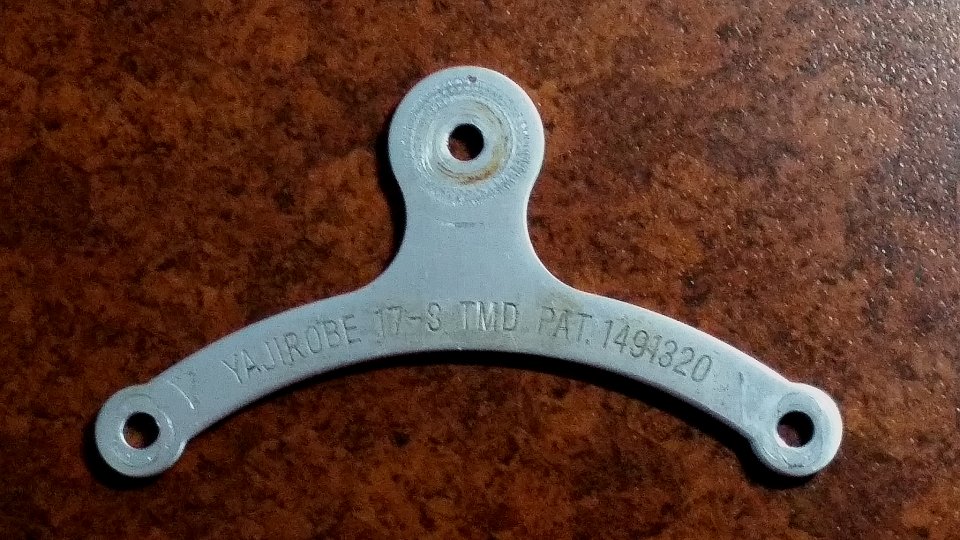 YAJIROBE 17-S TMD PAT.1491320